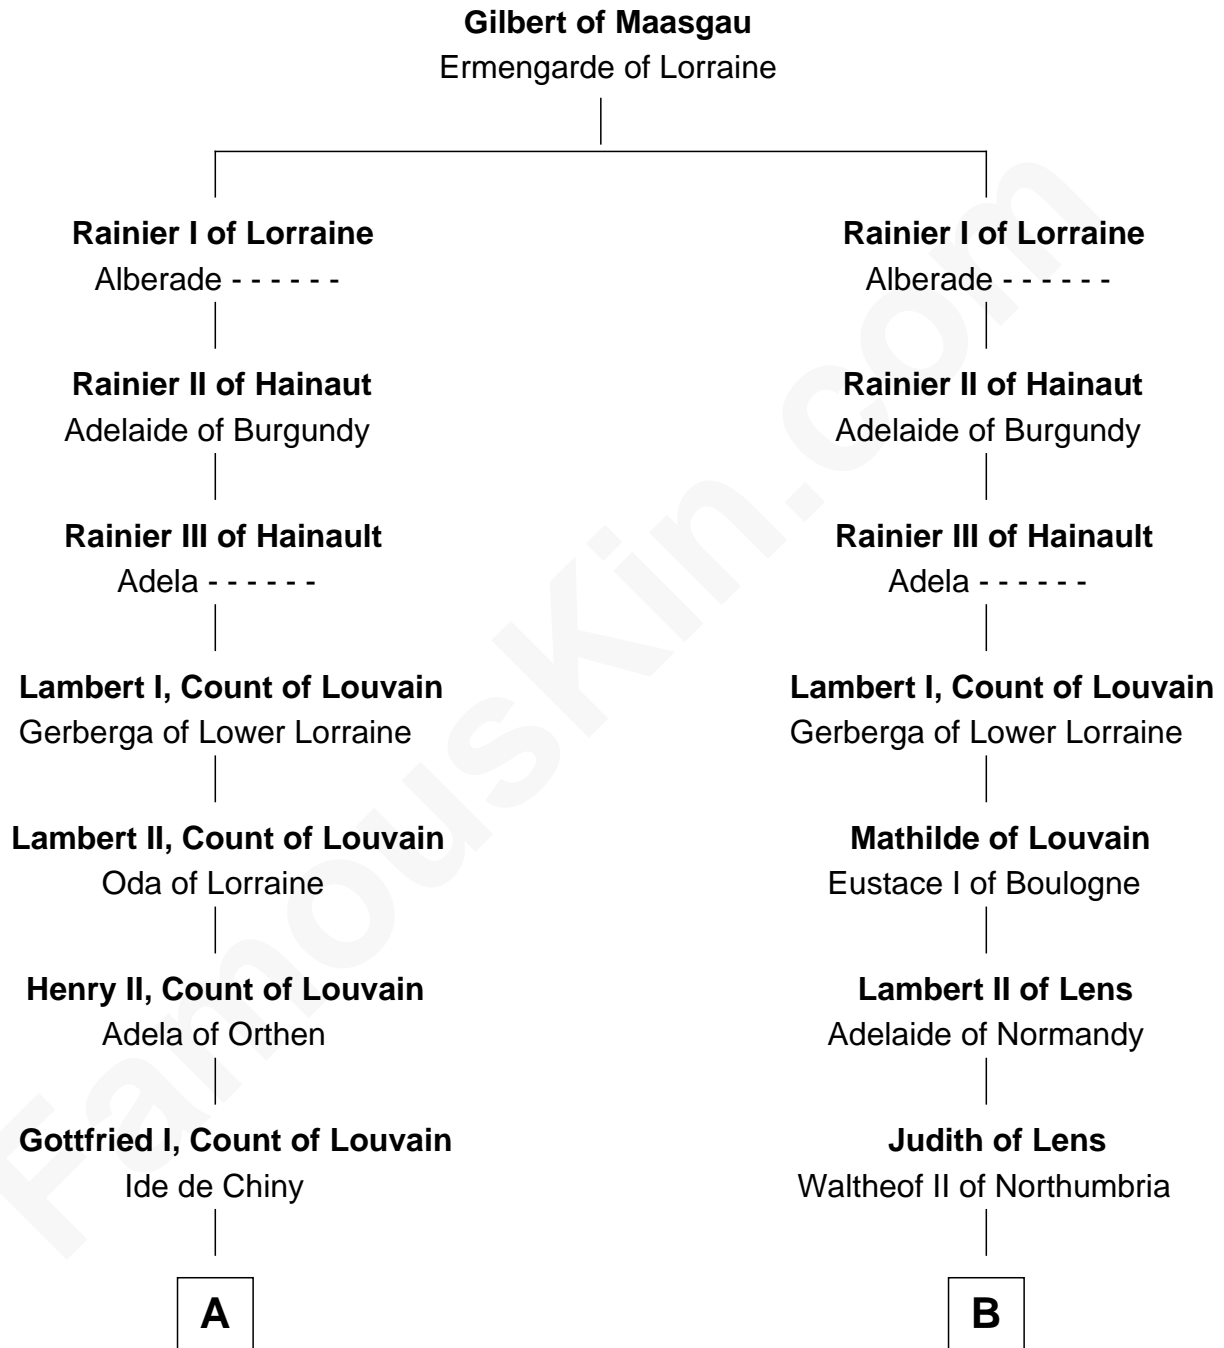 Gilbert of Maasgau
Ermengarde of Lorraine
Rainier I of Lorraine
Alberade - - - - - -
Rainier II of Hainaut
Adelaide of Burgundy
Rainier III of Hainault
Adela - - - - - -
Lambert I, Count of Louvain
Gerberga of Lower Lorraine
Lambert II, Count of Louvain
Oda of Lorraine
Henry II, Count of Louvain
Adela of Orthen
Gottfried I, Count of Louvain
Ide de Chiny
A
Rainier I of Lorraine
Alberade - - - - - -
Rainier II of Hainaut
Adelaide of Burgundy
Rainier III of Hainault
Adela - - - - - -
Lambert I, Count of Louvain
Gerberga of Lower Lorraine
Mathilde of Louvain
Eustace I of Boulogne
Lambert II of Lens
Adelaide of Normandy
Judith of Lens
Waltheof II of Northumbria
B
FamousKin.com